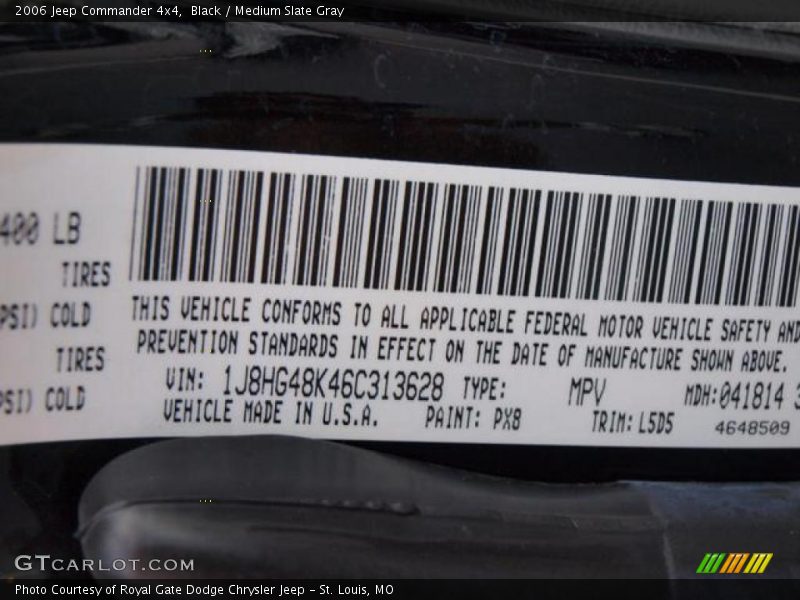 2006 Jeep Commander 4x4, Black / Medium Slate Gray
400 LB
TIRES
PSI) COLD
TIRES
PSI) COLD
THIS VEHICLE CONFORMS TO ALL APPLICABLE FEDERAL MOTOR VEHICLE SAFETY AND
PREVENTION STANDARDS IN EFFECT ON THE DATE OF MANUFACTURE SHOWN ABOVE.
VIN: 1J8HG48K46C313628 TYPE: MPV MDH:041814 3
VEHICLE MADE IN U.S.A. PAINT: PX8 TRIM: L5D5 4648509
GTCARLOT.COM
Photo Courtesy of Royal Gate Dodge Chrysler Jeep - St. Louis, MO